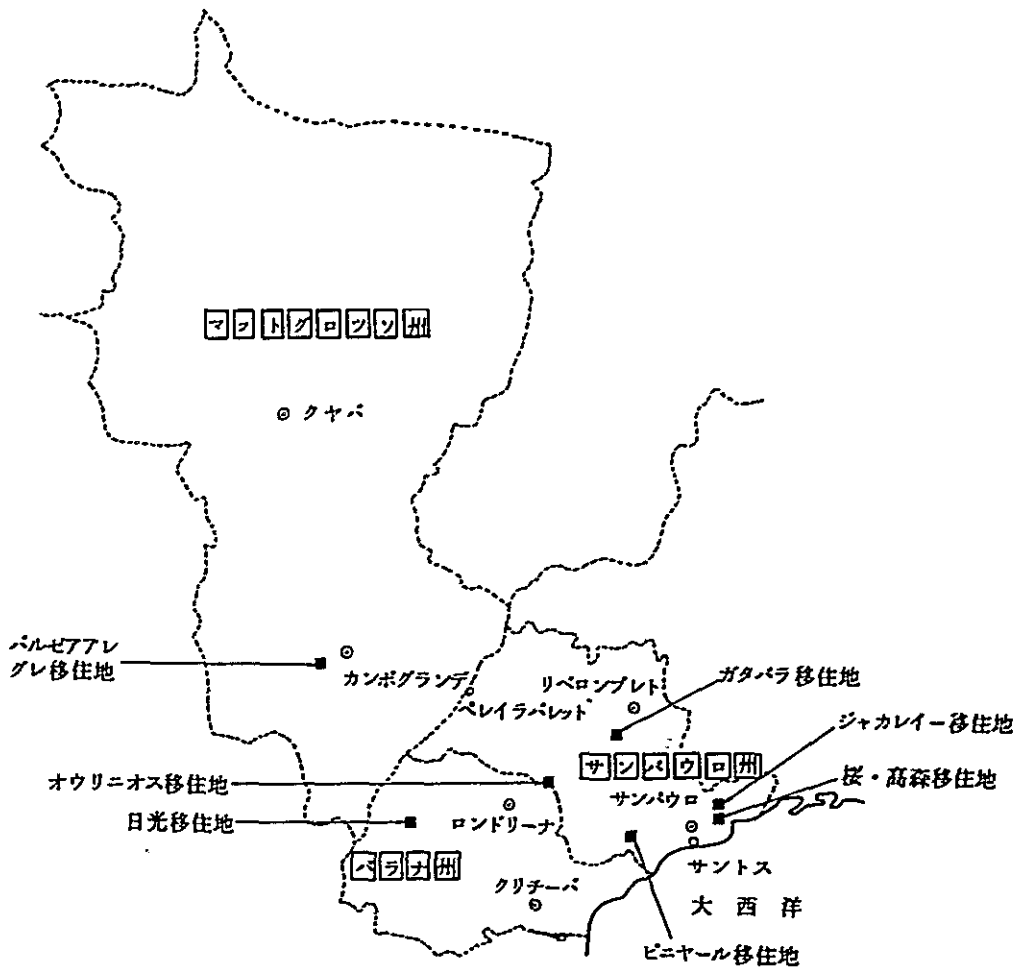 マットグロッソ州
クヤバ
バルゼアアレ
グレ移住地
カンポグランデ
リベロンプレト
ペレイラバレット
ガタパラ移住地
ジャカレイー移住地
サンパウロ州
オウリニオス移住地
サンパウロ
桜・高森移住地
日光移住地
ロンドリーナ
パラナ州
サントス
クリチーバ
大西洋
ピニヤール移住地